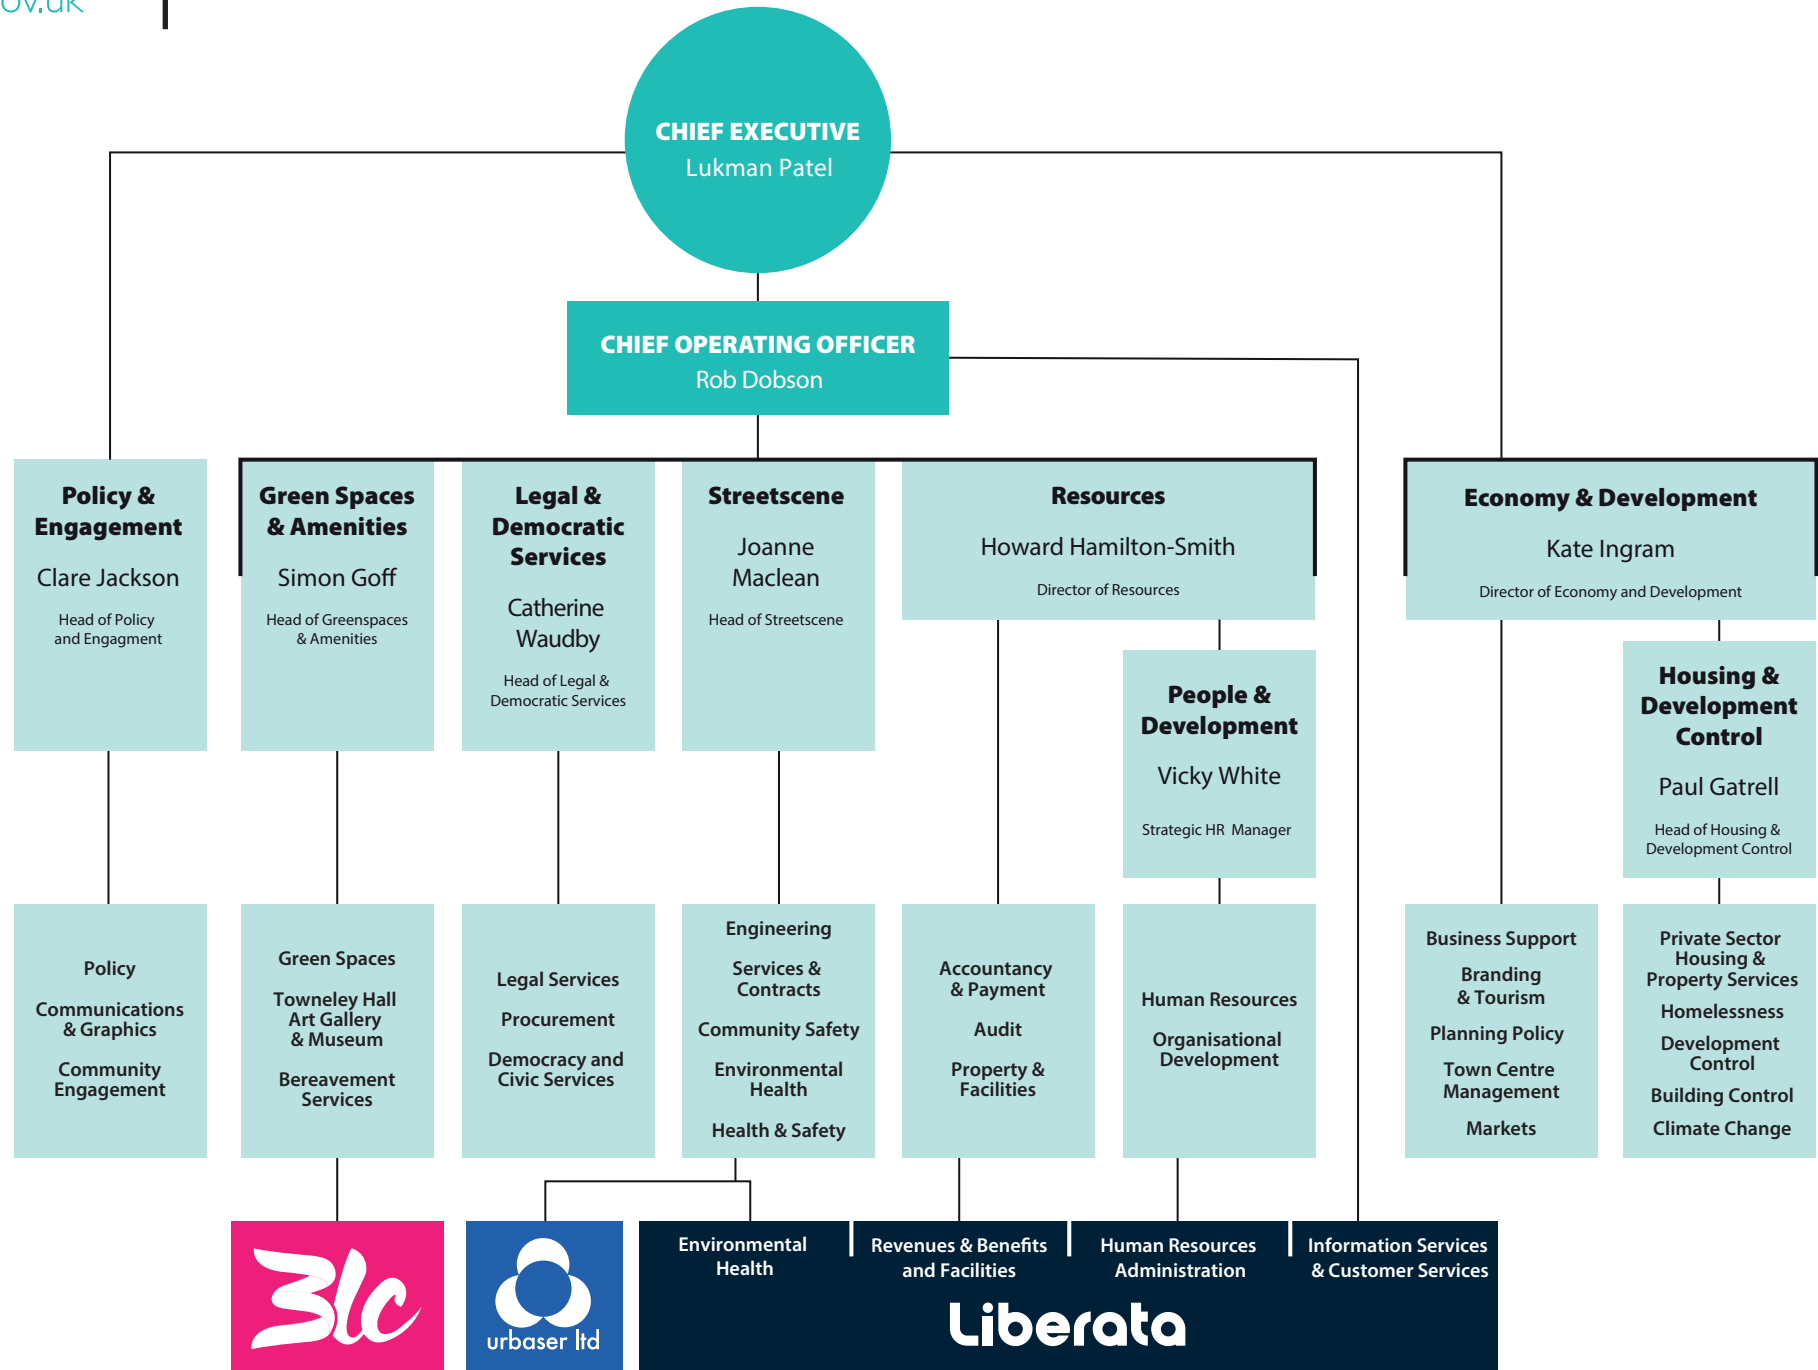 ov.uk
CHIEF EXECUTIVE
Lukman Patel
CHIEF OPERATING OFFICER
Rob Dobson
Policy &
Engagement
Clare Jackson
Head of Policy
and Engagment
Green Spaces
& Amenities
Simon Goff
Head of Greenspaces
& Amenities
Legal &
Democratic
Services
Catherine
Waudby
Head of Legal &
Democratic Services
Streetscene
Joanne
Maclean
Head of Streetscene
Resources
Howard Hamilton-Smith
Director of Resources
Economy & Development
Kate Ingram
Director of Economy and Development
People &
Development
Vicky White
Strategic HR Manager
Housing &
Development
Control
Paul Gatrell
Head of Housing &
Development Control
Policy
Communications
& Graphics
Community
Engagement
Green Spaces
Towneley Hall
Art Gallery
& Museum
Bereavement
Services
Legal Services
Procurement
Democracy and
Civic Services
Engineering
Services &
Contracts
Community Safety
Environmental
Health
Health & Safety
Accountancy
& Payment
Audit
Property &
Facilities
Human Resources
Organisational
Development
Business Support
Branding
& Tourism
Planning Policy
Town Centre
Management
Markets
Private Sector
Housing &
Property Services
Homelessness
Development
Control
Building Control
Climate Change
Blc
urbaser ltd
Environmental
Health
Revenues & Benefits
and Facilities
Human Resources
Administration
Information Services
& Customer Services
Liberata